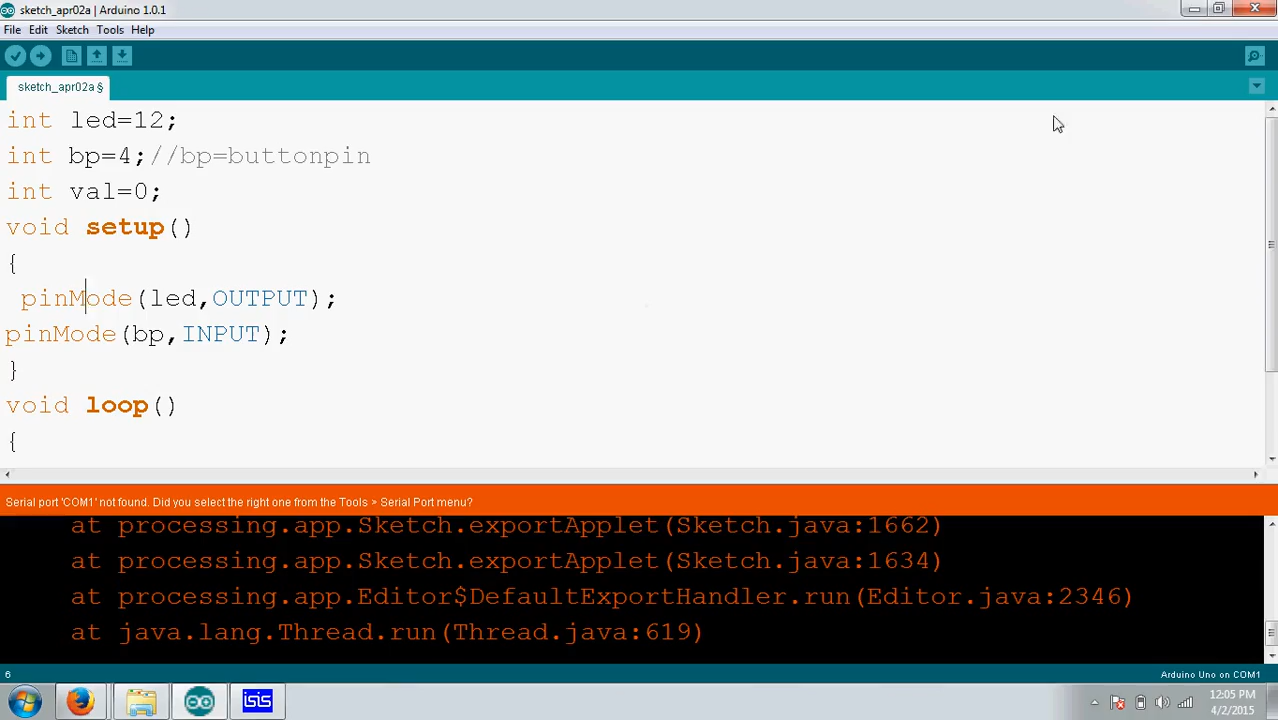 sketch_apr02a | Arduino 1.0.1
File Edit Sketch Tools Help
sketch_apr02a §
int led=12;
int bp=4;//bp=buttonpin
int val=0;
void setup()
{
pinMode(led,OUTPUT);
pinMode(bp,INPUT);
}
void loop()
{
Serial port 'COM1' not found. Did you select the right one from the Tools > Serial Port menu?
at processing.app.Sketch.exportApplet(Sketch.java:1662)
at processing.app.Sketch.exportApplet(Sketch.java:1634)
at processing.app.Editor$DefaultExportHandler.run(Editor.java:2346)
at java.lang.Thread.run(Thread.java:619)
6 Arduino Uno on COM1
isis
12:05 PM
4/2/2015